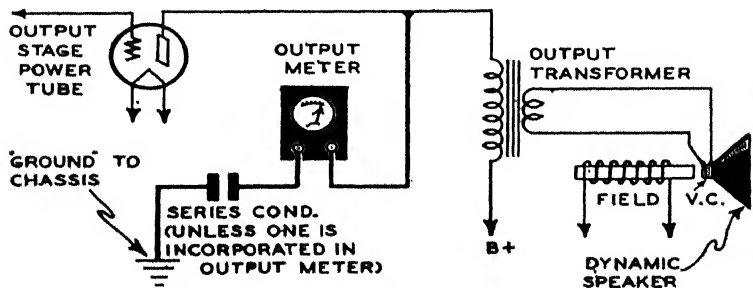 OUTPUT
STAGE
POWER
TUBE
OUTPUT
METER
OUTPUT
TRANSFORMER
"GROUND" TO
CHASSIS
SERIES COND.
(UNLESS ONE IS
INCORPORATED IN
OUTPUT METER)
B+
FIELD
V.C.
DYNAMIC
SPEAKER